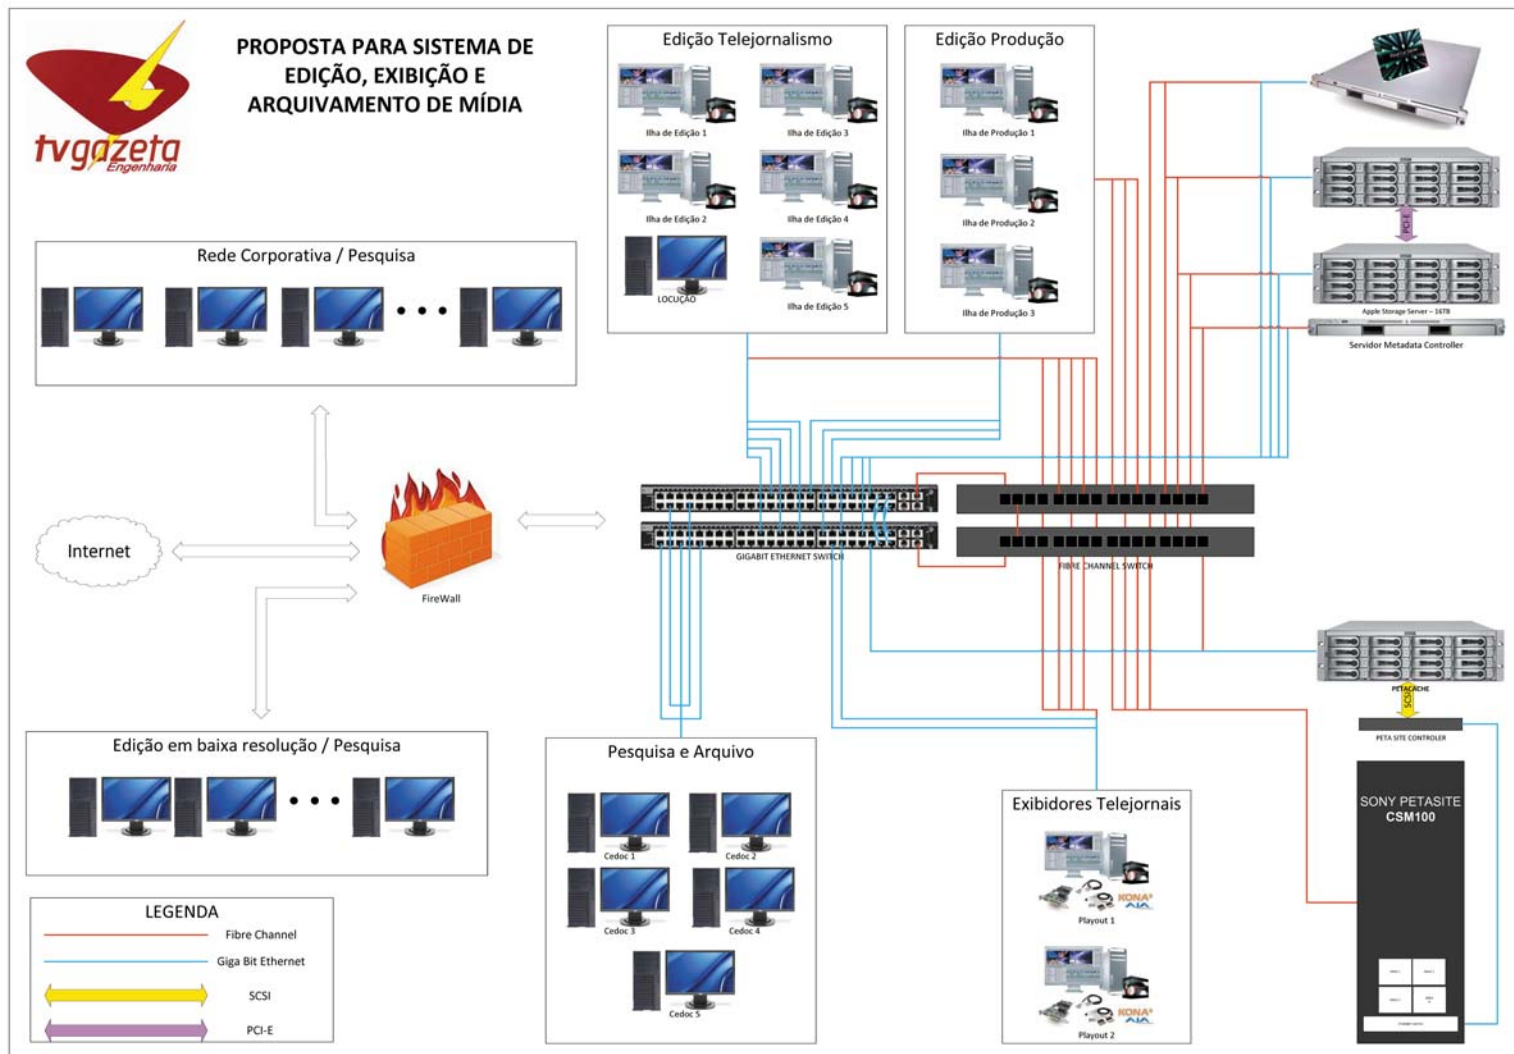 PROPOSTA PARA SISTEMA DE
EDIÇÃO, EXIBIÇÃO E
ARQUIVAMENTO DE MÍDIA
tvgazeta
Engenharia
Edição Telejornalismo
Ilha de Edição 1
Ilha de Edição 3
Ilha de Edição 2
Ilha de Edição 4
LOCUÇÃO
Ilha de Edição 5
Edição Produção
Ilha de Produção 1
Ilha de Produção 2
Ilha de Produção 3
PCI-E
Apple Storage Server – 16TB
Servidor Metadata Controller
Rede Corporativa / Pesquisa
Internet
FireWall
GIGABIT ETHERNET SWITCH
FIBRE CHANNEL SWITCH
PETACACHE
SCSI
PETA SITE CONTROLER
SONY PETASITE
CSM100
Edição em baixa resolução / Pesquisa
Pesquisa e Arquivo
Cedoc 1
Cedoc 2
Cedoc 3
Cedoc 4
Cedoc 5
Exibidores Telejornais
KONA3
AJA
Playout 1
KONA3
AJA
Playout 2
LEGENDA
Fibre Channel
Giga Bit Ethernet
SCSI
PCI-E